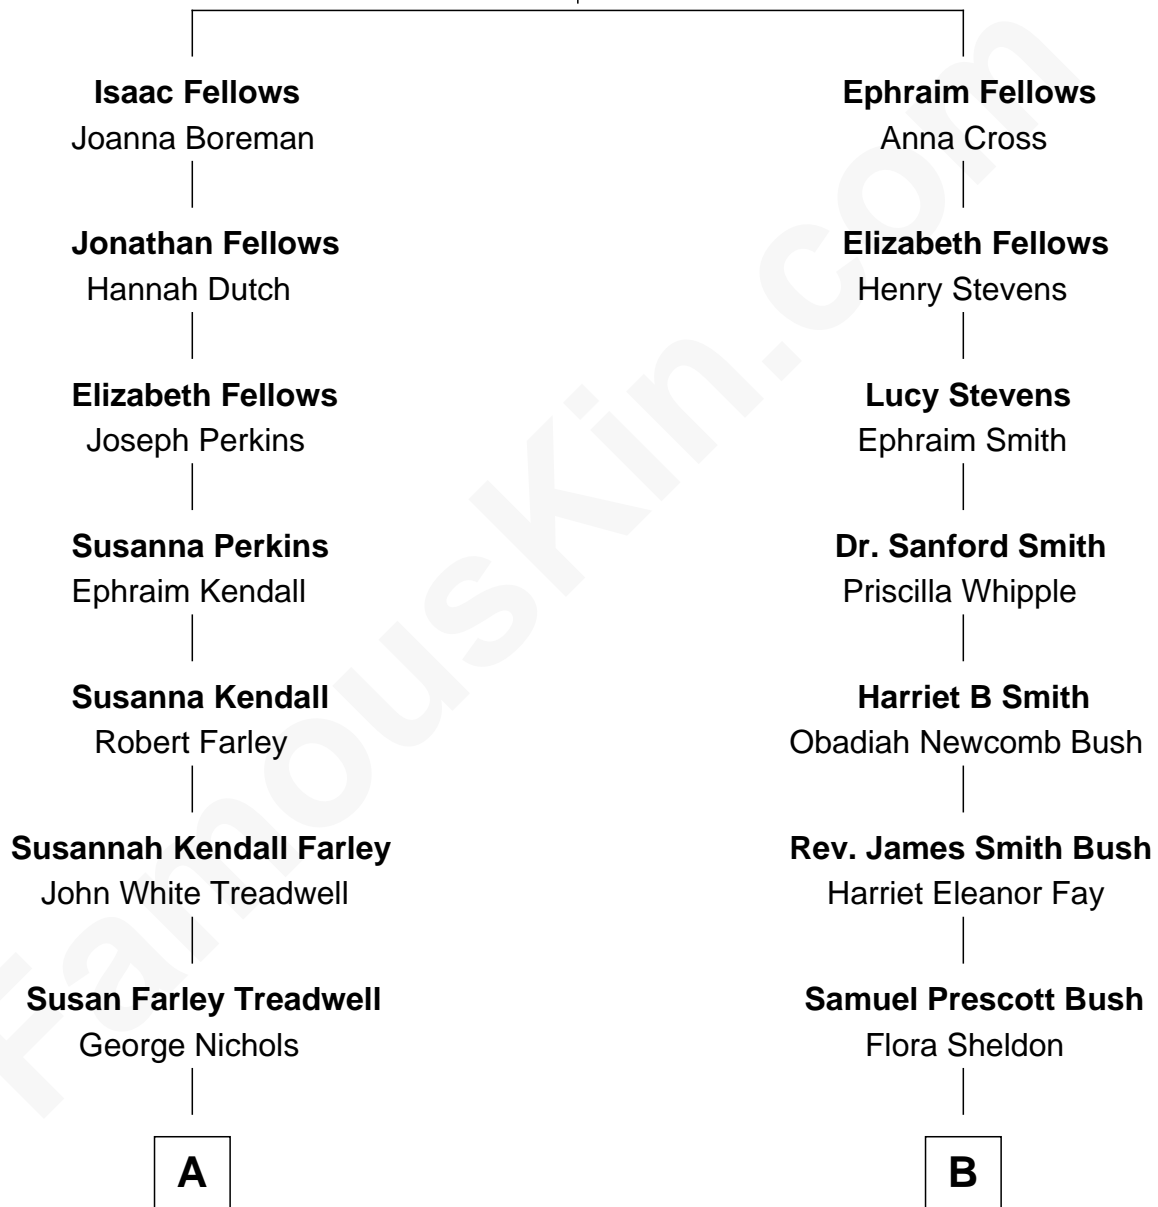 Isaac Fellows
Joanna Boreman
Jonathan Fellows
Hannah Dutch
Elizabeth Fellows
Joseph Perkins
Susanna Perkins
Ephraim Kendall
Susanna Kendall
Robert Farley
Susannah Kendall Farley
John White Treadwell
Susan Farley Treadwell
George Nichols
A
Ephraim Fellows
Anna Cross
Elizabeth Fellows
Henry Stevens
Lucy Stevens
Ephraim Smith
Dr. Sanford Smith
Priscilla Whipple
Harriet B Smith
Obadiah Newcomb Bush
Rev. James Smith Bush
Harriet Eleanor Fay
Samuel Prescott Bush
Flora Sheldon
B
FamousKin.com